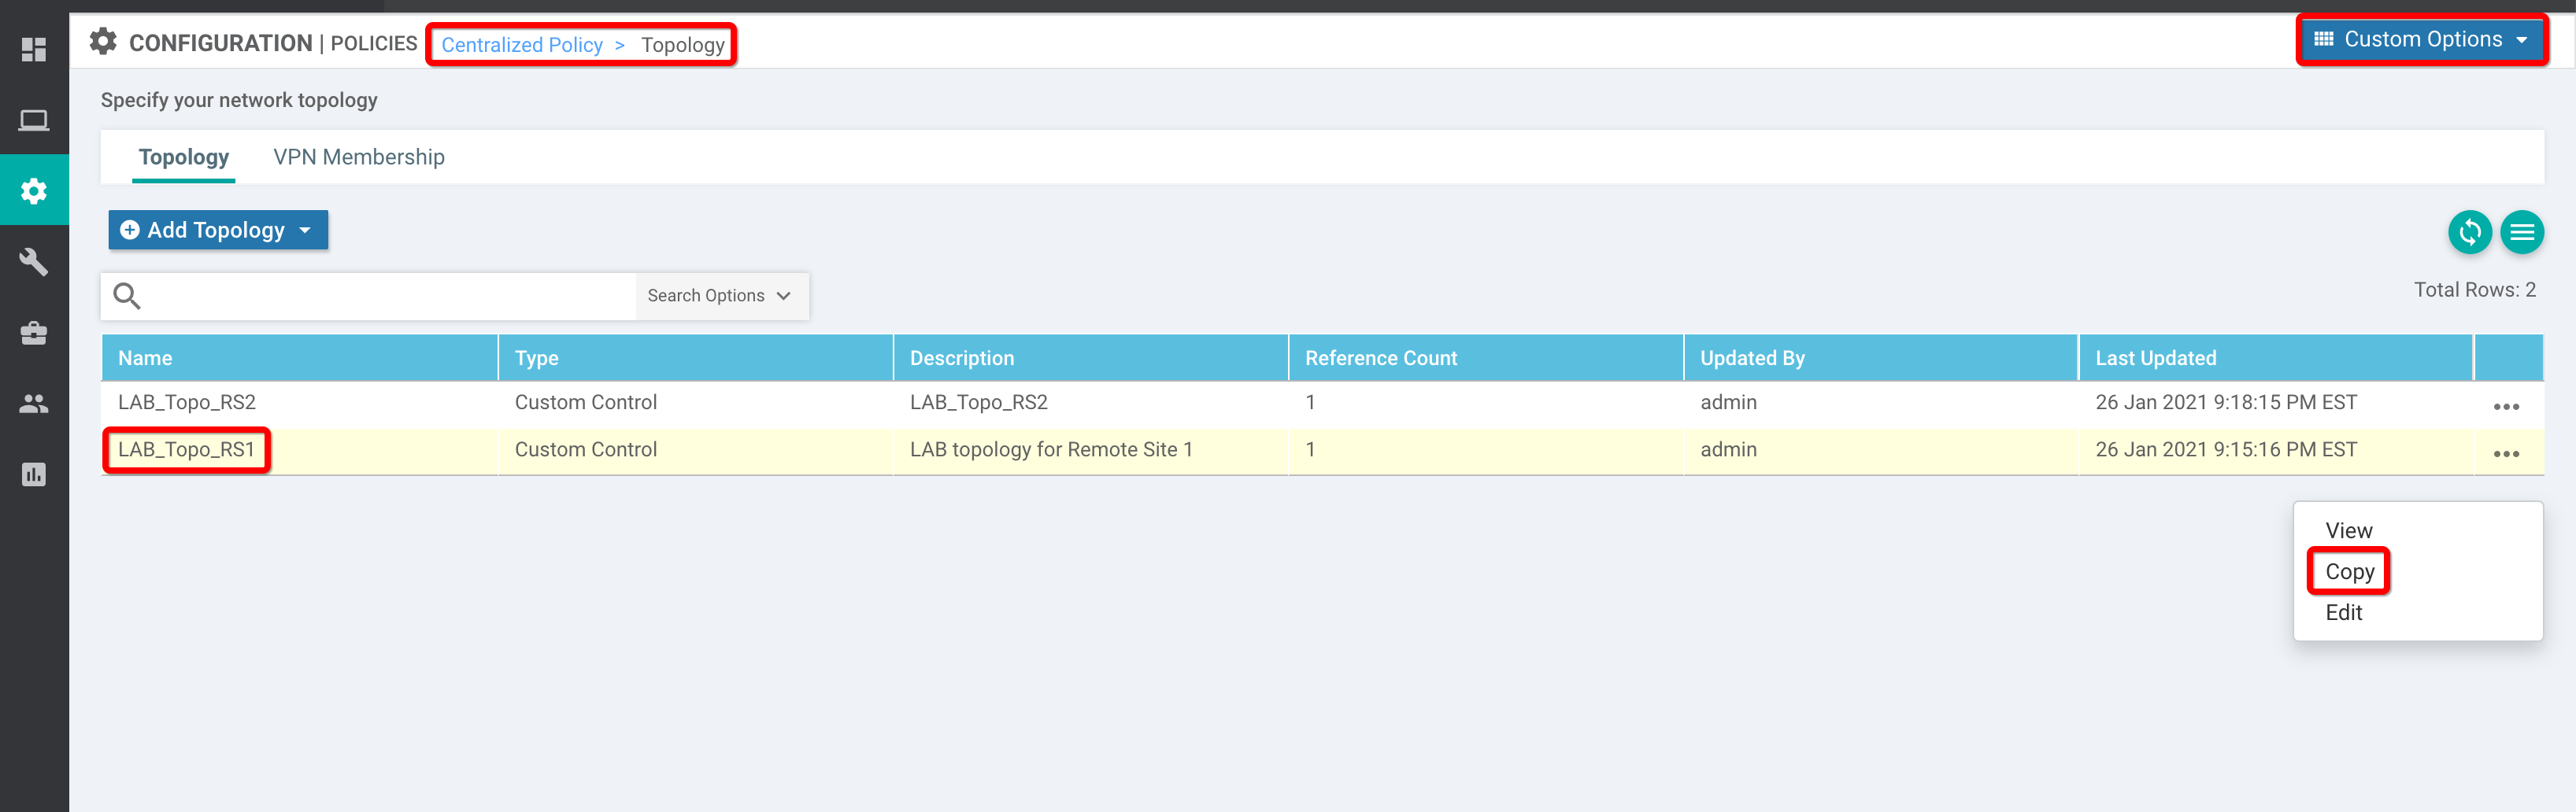 CONFIGURATION | POLICIES Centralized Policy > Topology
Custom Options
Specify your network topology
Topology VPN Membership
Add Topology
Search Options
Total Rows: 2
Name Type Description Reference Count Updated By Last Updated
LAB_Topo_RS2 Custom Control LAB_Topo_RS2 1 admin 26 Jan 2021 9:18:15 PM EST
LAB_Topo_RS1 Custom Control LAB topology for Remote Site 1 1 admin 26 Jan 2021 9:15:16 PM EST
View
Copy
Edit